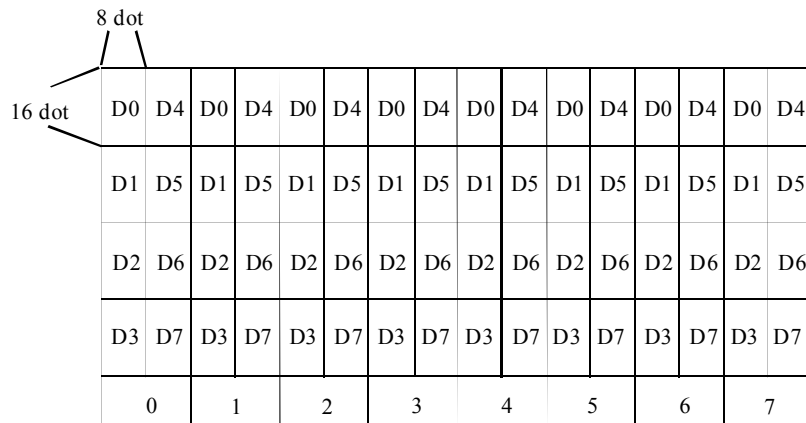 8 dot
16 dot
D0 D4 D0 D4 D0 D4 D0 D4 D0 D4 D0 D4 D0 D4 D0 D4
D1 D5 D1 D5 D1 D5 D1 D5 D1 D5 D1 D5 D1 D5 D1 D5
D2 D6 D2 D6 D2 D6 D2 D6 D2 D6 D2 D6 D2 D6 D2 D6
D3 D7 D3 D7 D3 D7 D3 D7 D3 D7 D3 D7 D3 D7 D3 D7
0 1 2 3 4 5 6 7